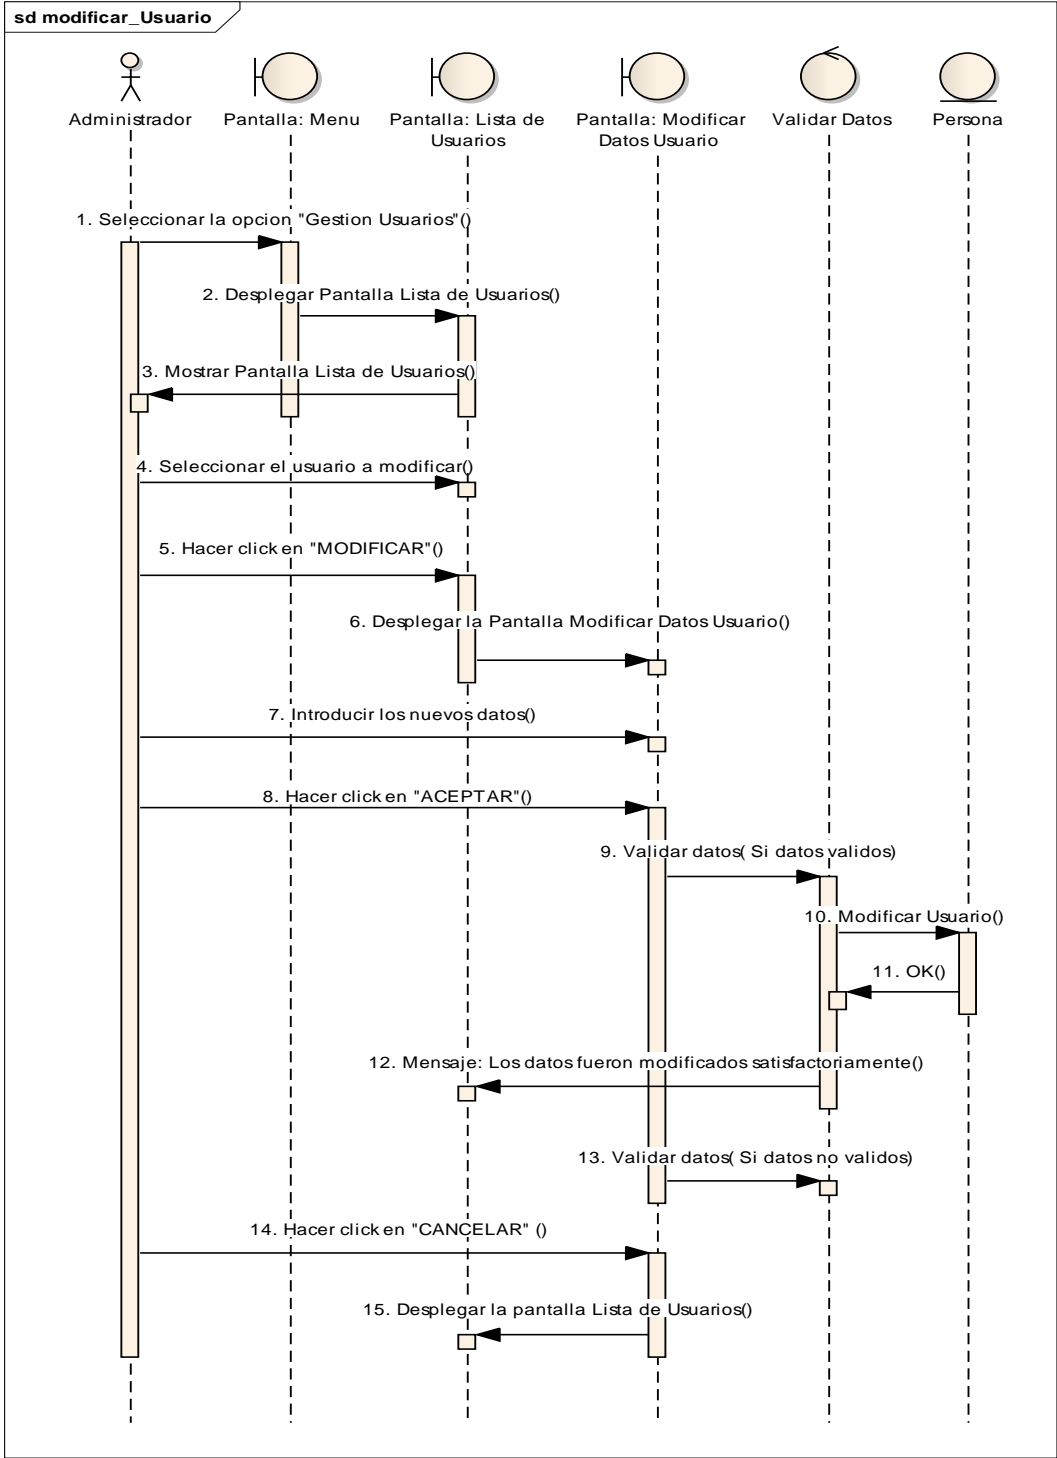 sd modificar_Usuario
Administrador
Pantalla: Menu
Pantalla: Lista de
Usuarios
Pantalla: Modificar
Datos Usuario
Validar Datos
Persona
1. Seleccionar la opcion "Gestion Usuarios"()
2. Desplegar Pantalla Lista de Usuarios()
3. Mostrar Pantalla Lista de Usuarios()
4. Seleccionar el usuario a modificar()
5. Hacer click en "MODIFICAR"()
6. Desplegar la Pantalla Modificar Datos Usuario()
7. Introducir los nuevos datos()
8. Hacer click en "ACEPTAR"()
9. Validar datos( Si datos validos)
10. Modificar Usuario()
11. OK()
12. Mensaje: Los datos fueron modificados satisfactoriamente()
13. Validar datos( Si datos no validos)
14. Hacer click en "CANCELAR" ()
15. Desplegar la pantalla Lista de Usuarios()